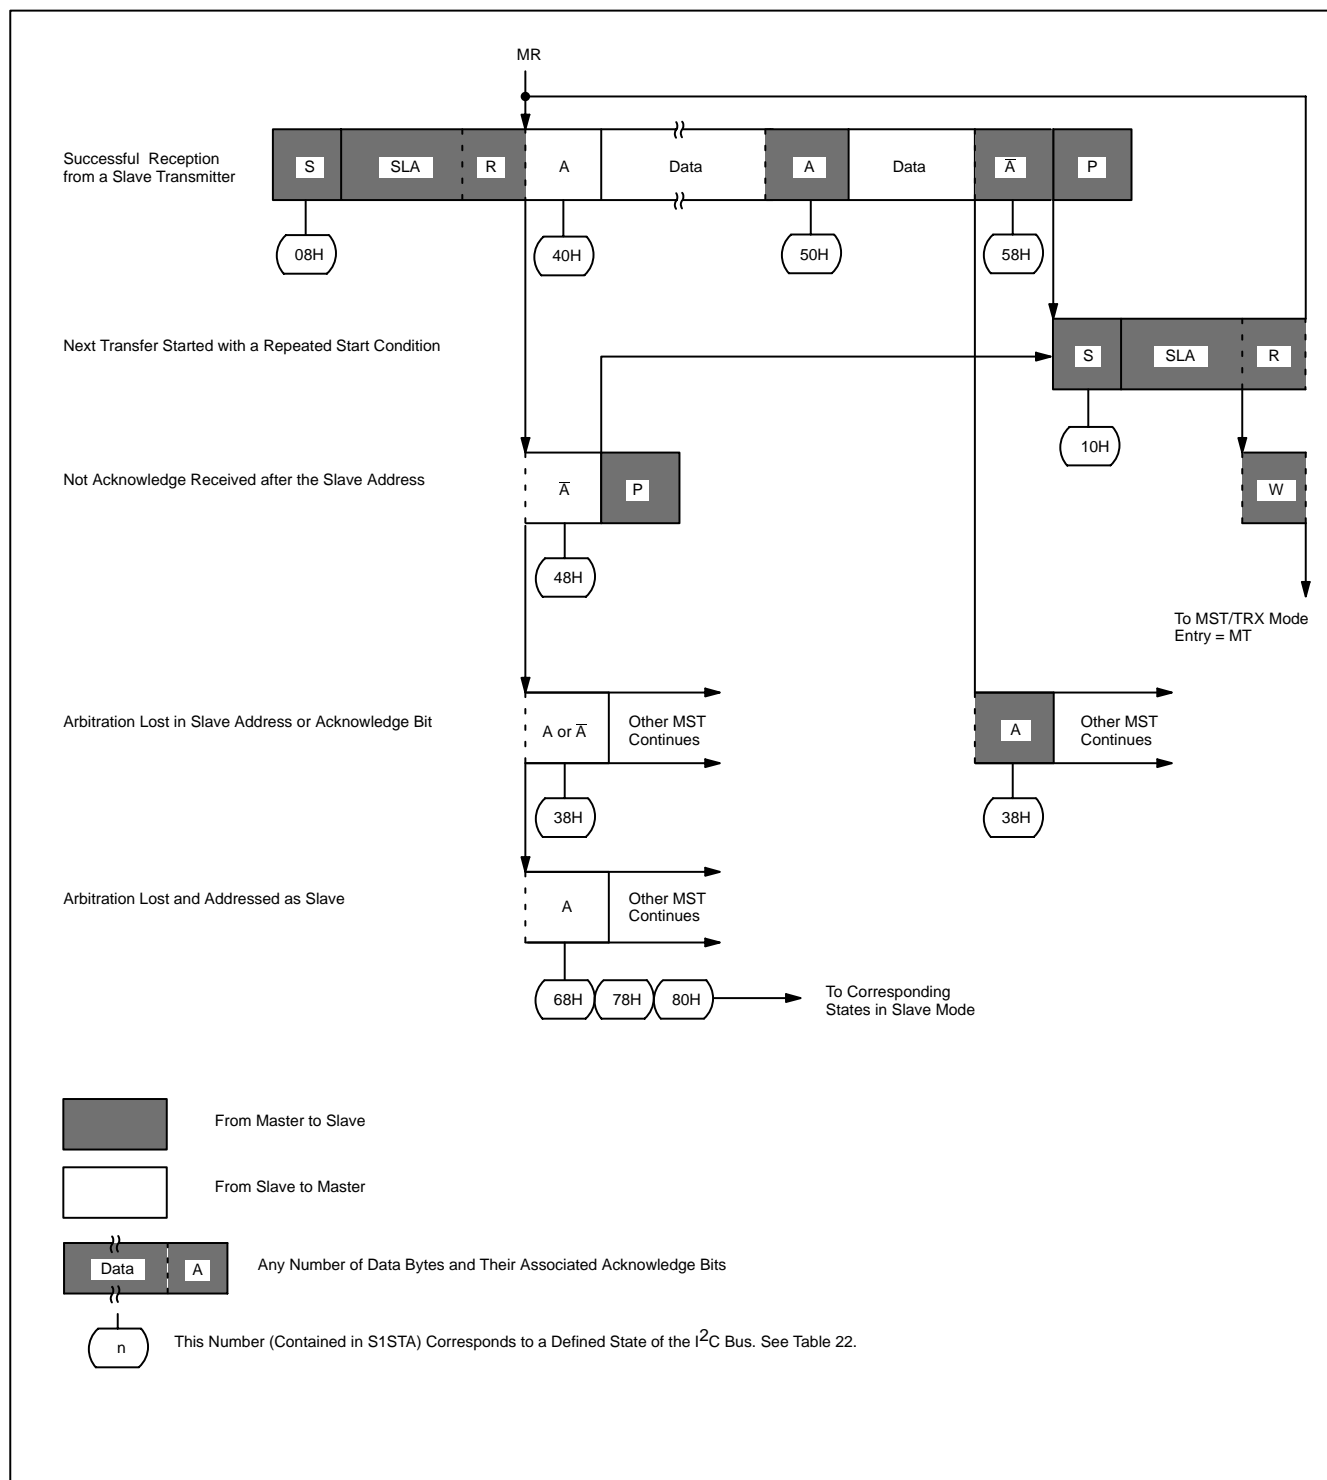 MR
Successful Reception
from a Slave Transmitter
S SLA R A Data A Data A̅ P
08H 40H 50H 58H
Next Transfer Started with a Repeated Start Condition
S SLA R
10H
Not Acknowledge Received after the Slave Address
A̅ P W
48H
To MST/TRX Mode
Entry = MT
Arbitration Lost in Slave Address or Acknowledge Bit
A or A̅
Other MST
Continues
A
Other MST
Continues
38H 38H
Arbitration Lost and Addressed as Slave
A
Other MST
Continues
68H 78H 80H
To Corresponding
States in Slave Mode
From Master to Slave
From Slave to Master
Data A
Any Number of Data Bytes and Their Associated Acknowledge Bits
n
This Number (Contained in S1STA) Corresponds to a Defined State of the I²C Bus. See Table 22.